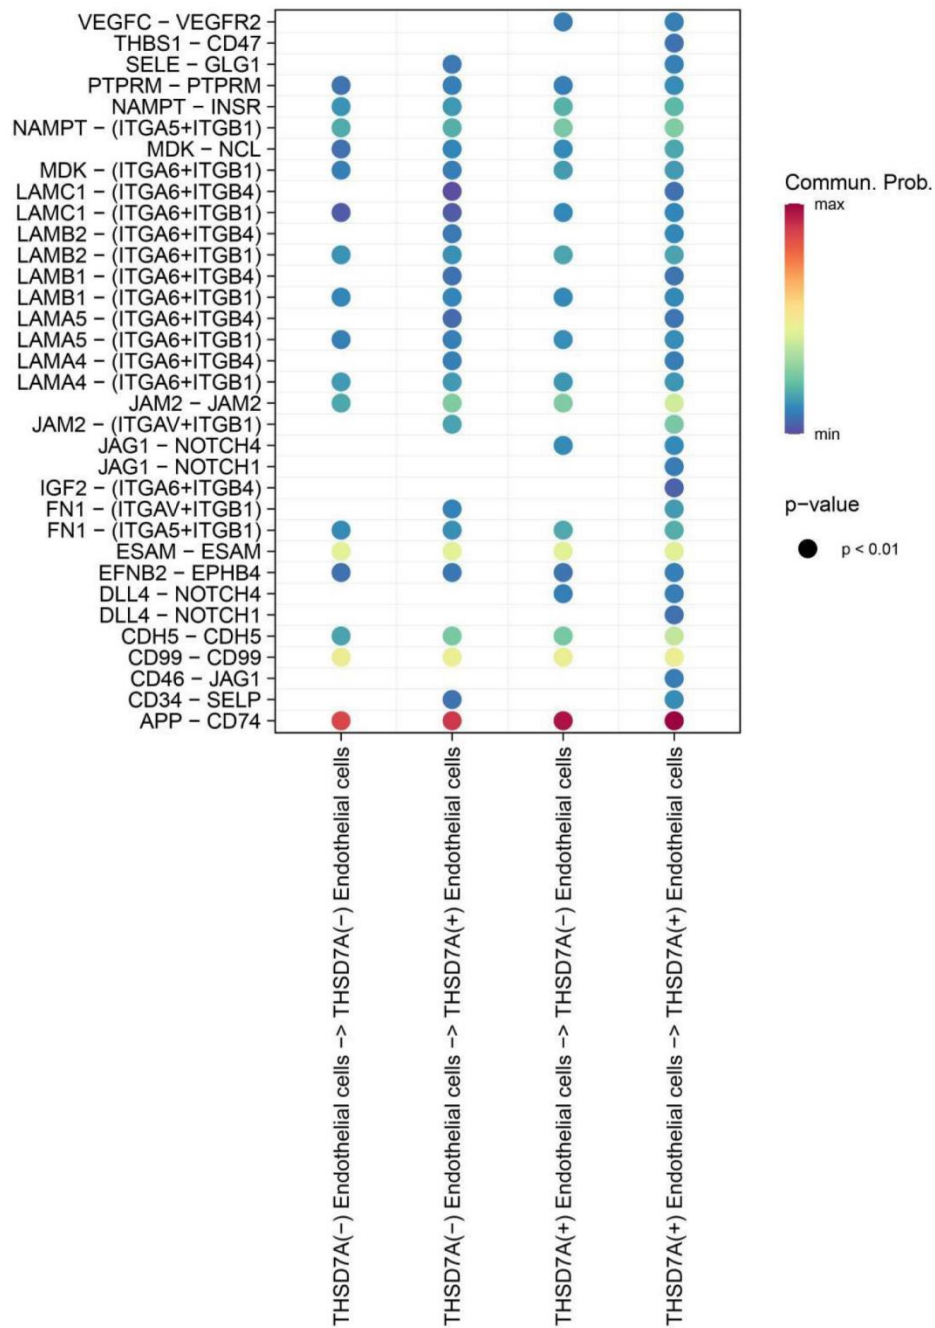 VEGFC − VEGFR2
THBS1 − CD47
SELE − GLG1
PTPRM − PTPRM
NAMPT − INSR
NAMPT − (ITGA5+ITGB1)
MDK − NCL
MDK − (ITGA6+ITGB1)
LAMC1 − (ITGA6+ITGB4)
LAMC1 − (ITGA6+ITGB1)
LAMB2 − (ITGA6+ITGB4)
LAMB2 − (ITGA6+ITGB1)
LAMB1 − (ITGA6+ITGB4)
LAMB1 − (ITGA6+ITGB1)
LAMA5 − (ITGA6+ITGB4)
LAMA5 − (ITGA6+ITGB1)
LAMA4 − (ITGA6+ITGB4)
LAMA4 − (ITGA6+ITGB1)
JAM2 − JAM2
JAM2 − (ITGAV+ITGB1)
JAG1 − NOTCH4
JAG1 − NOTCH1
IGF2 − (ITGA6+ITGB4)
FN1 − (ITGAV+ITGB1)
FN1 − (ITGA5+ITGB1)
ESAM − ESAM
EFNB2 − EPHB4
DLL4 − NOTCH4
DLL4 − NOTCH1
CDH5 − CDH5
CD99 − CD99
CD46 − JAG1
CD34 − SELP
APP − CD74
THSD7A(−) Endothelial cells −> THSD7A(−) Endothelial cells
THSD7A(−) Endothelial cells −> THSD7A(+) Endothelial cells
THSD7A(+) Endothelial cells −> THSD7A(−) Endothelial cells
THSD7A(+) Endothelial cells −> THSD7A(+) Endothelial cells
Commun. Prob.
max
min
p−value
p < 0.01